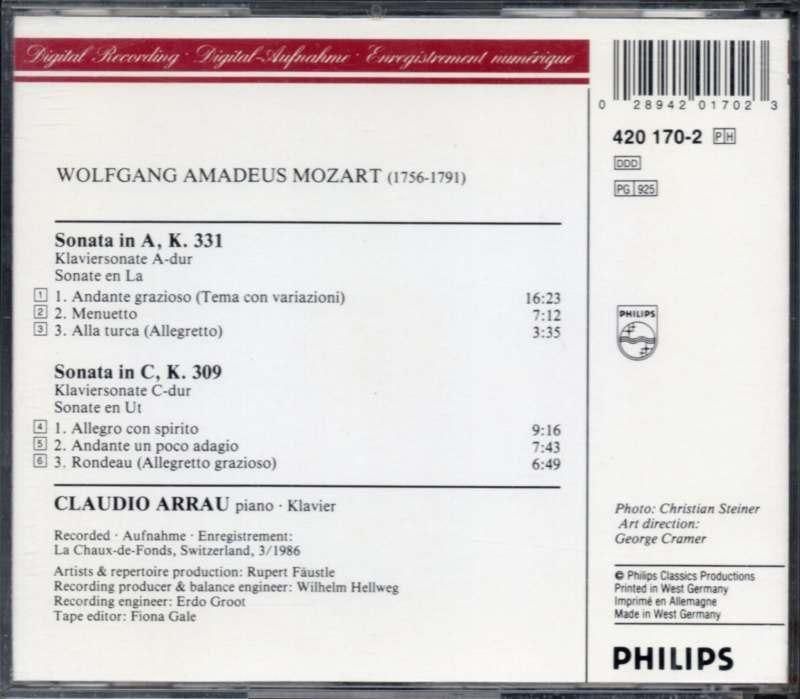 Digital Recording · Digital-Aufnahme · Enregistrement numérique
0 28942 01702 3
420 170-2 PH
DDD
PG 925
WOLFGANG AMADEUS MOZART (1756-1791)
Sonata in A, K. 331
Klaviersonate A-dur
Sonate en La
1 1. Andante grazioso (Tema con variazioni) 16:23
2 2. Menuetto 7:12
3 3. Alla turca (Allegretto) 3:35
PHILIPS
Sonata in C, K. 309
Klaviersonate C-dur
Sonate en Ut
4 1. Allegro con spirito 9:16
5 2. Andante un poco adagio 7:43
6 3. Rondeau (Allegretto grazioso) 6:49
CLAUDIO ARRAU piano · Klavier
Recorded · Aufnahme · Enregistrement:
La Chaux-de-Fonds, Switzerland, 3/1986
Artists & repertoire production: Rupert Fäustle
Recording producer & balance engineer: Wilhelm Hellweg
Recording engineer: Erdo Groot
Tape editor: Fiona Gale
Photo: Christian Steiner
Art direction:
George Cramer
© Philips Classics Productions
Printed in West Germany
Imprimé en Allemagne
Made in West Germany
PHILIPS